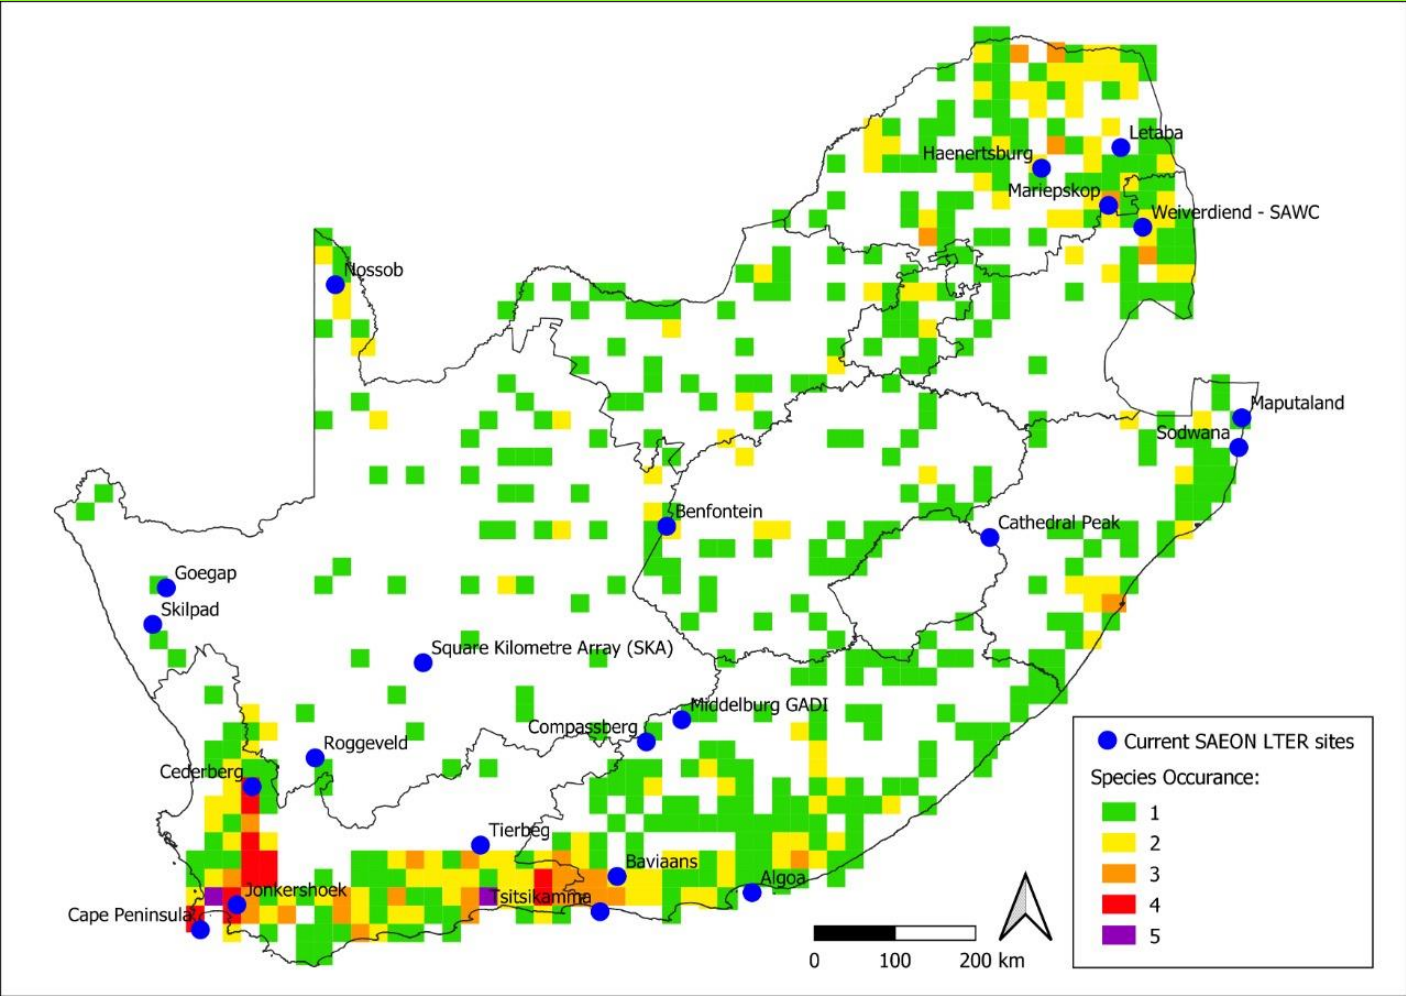 Letaba
Haenertsburg
Mariepskop
Weiverdiend - SAWC
Nossob
Maputaland
Sodwana
Benfontein
Cathedral Peak
Goegap
Skilpad
Square Kilometre Array (SKA)
Middelburg GADI
Compassberg
Roggeveld
Cederberg
Tierbeg
Baviaans
Algoa
Jonkershoek
Tsitsikamma
Cape Peninsula
Current SAEON LTER sites
Species Occurance:
1
2
3
4
5
0 100 200 km